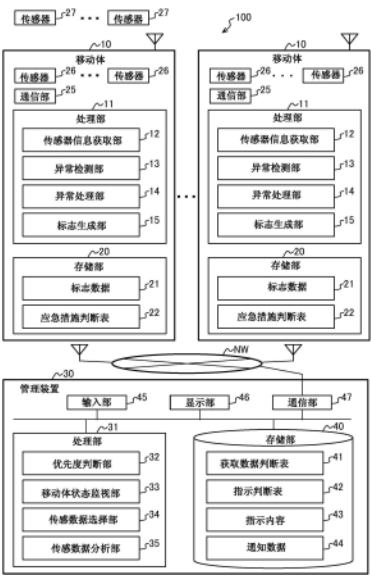 传感器 27 ••• 传感器 27
100
10
移动体
传感器 26 ••• 传感器 26
通信部 25
11
处理部
传感器信息获取部 12
异常检测部 13
异常处理部 14
标志生成部 15
20
存储部
标志数据 21
应急措施判断表 22
•••
10
移动体
传感器 26 ••• 传感器 26
通信部 25
11
处理部
传感器信息获取部 12
异常检测部 13
异常处理部 14
标志生成部 15
20
存储部
标志数据 21
应急措施判断表 22
NW
30
管理装置
输入部 45
显示部 46
通信部 47
31
处理部
优先度判断部 32
移动体状态监视部 33
传感数据选择部 34
传感数据分析部 35
40
存储部
获取数据判断表 41
指示判断表 42
指示内容 43
通知数据 44